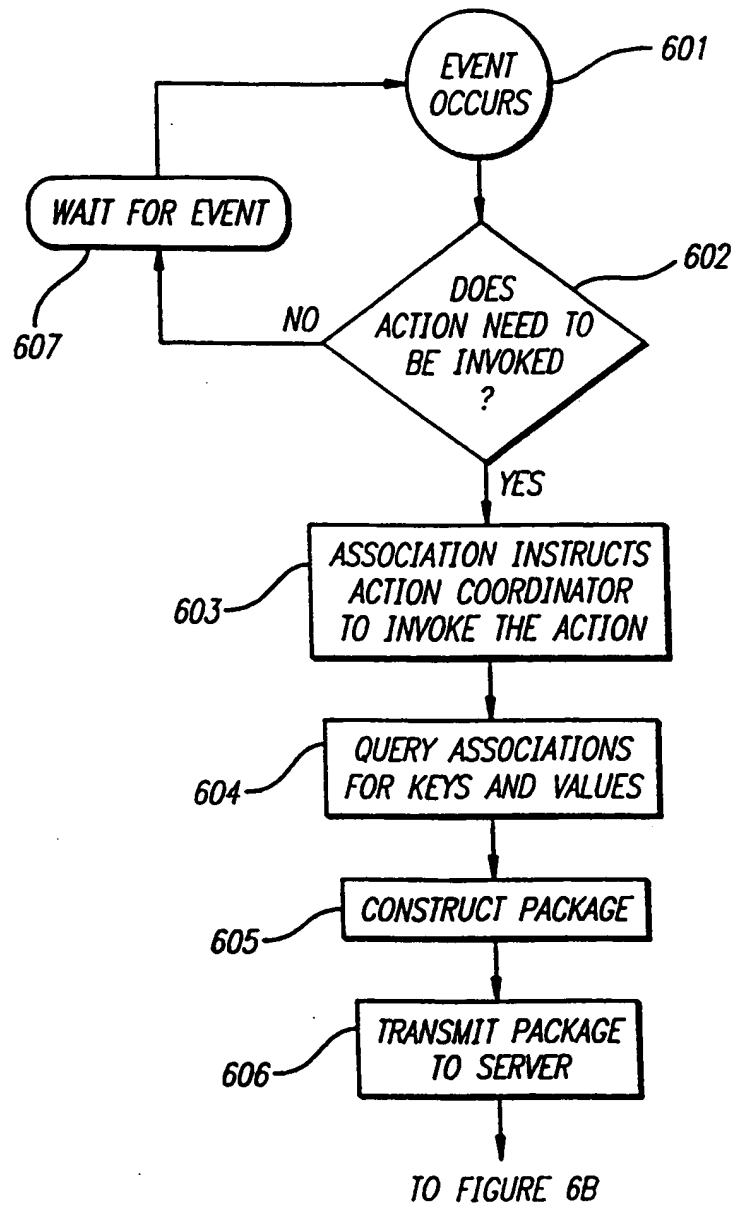 EVENT
OCCURS
601
WAIT FOR EVENT
607
DOES
ACTION NEED TO
BE INVOKED
?
602
NO
YES
ASSOCIATION INSTRUCTS
ACTION COORDINATOR
TO INVOKE THE ACTION
603
QUERY ASSOCIATIONS
FOR KEYS AND VALUES
604
CONSTRUCT PACKAGE
605
TRANSMIT PACKAGE
TO SERVER
606
TO FIGURE 6B